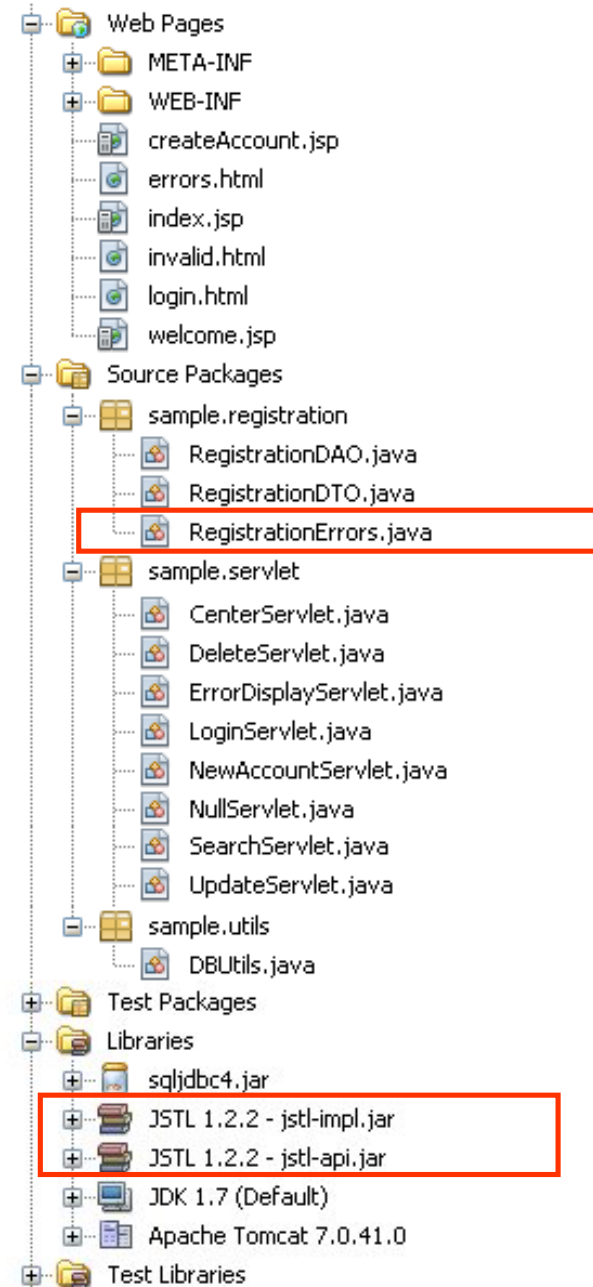 Web Pages
META-INF
WEB-INF
createAccount.jsp
errors.html
index.jsp
invalid.html
login.html
welcome.jsp
Source Packages
sample.registration
RegistrationDAO.java
RegistrationDTO.java
RegistrationErrors.java
sample.servlet
CenterServlet.java
DeleteServlet.java
ErrorDisplayServlet.java
LoginServlet.java
NewAccountServlet.java
NullServlet.java
SearchServlet.java
UpdateServlet.java
sample.utils
DBUtils.java
Test Packages
Libraries
sqljdbc4.jar
JSTL 1.2.2 - jstl-impl.jar
JSTL 1.2.2 - jstl-api.jar
JDK 1.7 (Default)
Apache Tomcat 7.0.41.0
Test Libraries